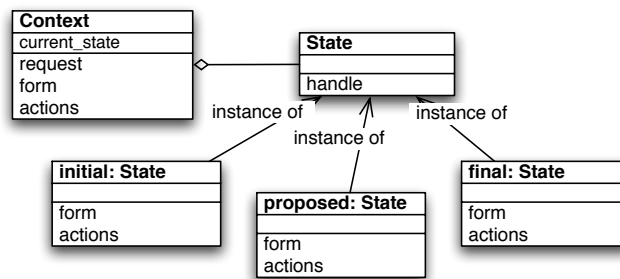 Context
current_state
request
form
actions
State
handle
instance of
instance of
instance of
initial: State
form
actions
proposed: State
form
actions
final: State
form
actions